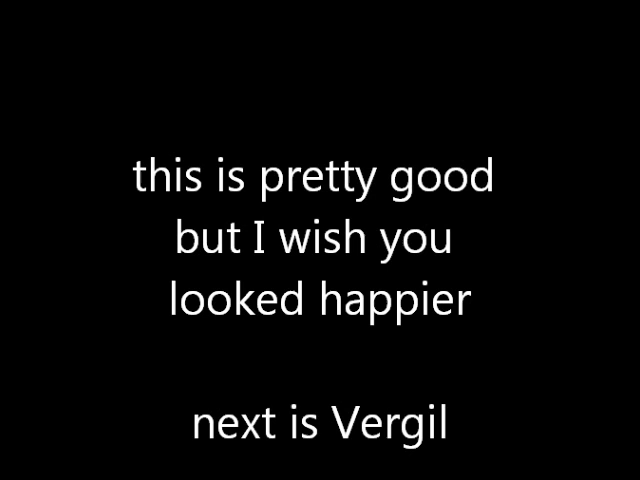 this is pretty good
but I wish you
looked happier
next is Vergil